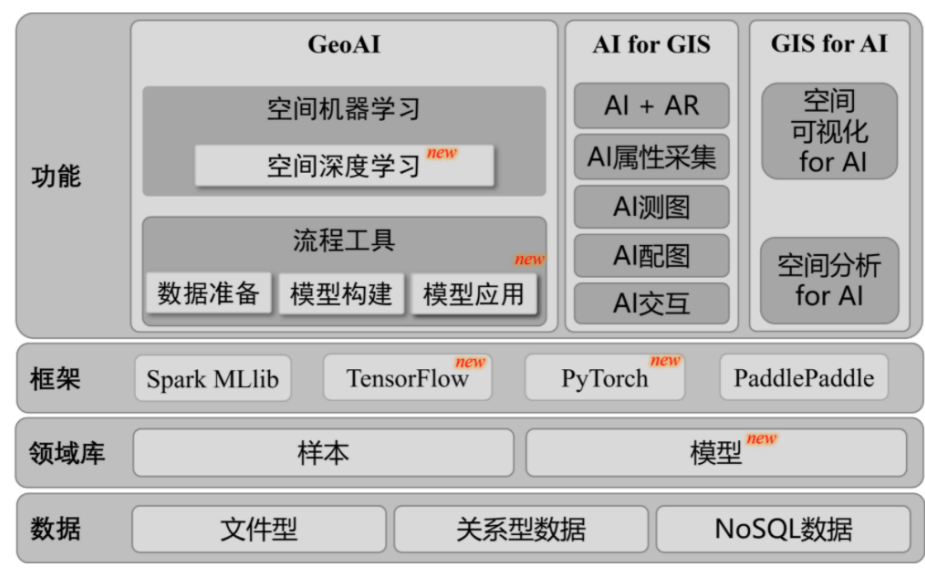 功能
GeoAI
空间机器学习
空间深度学习 new
流程工具
new
数据准备 模型构建 模型应用
AI for GIS
AI + AR
AI属性采集
AI测图
AI配图
AI交互
GIS for AI
空间
可视化
for AI
空间分析
for AI
框架
Spark MLlib TensorFlow new PyTorch new PaddlePaddle
领域库
样本 模型 new
数据
文件型 关系型数据 NoSQL数据